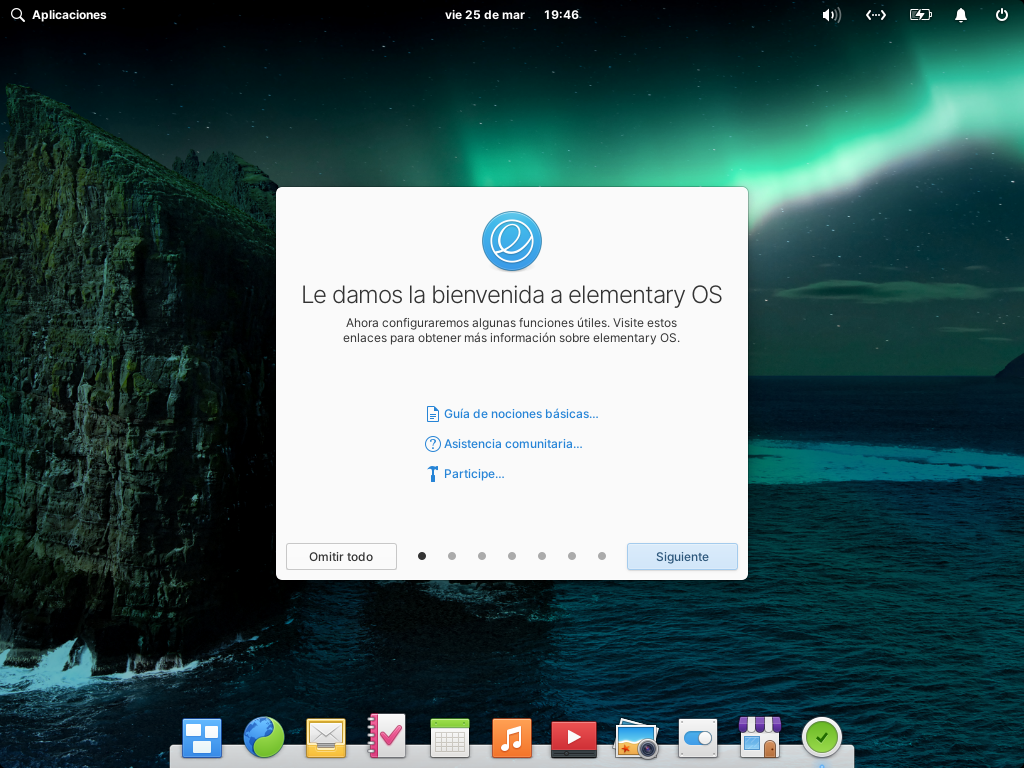 Aplicaciones
vie 25 de mar 19:46
Le damos la bienvenida a elementary OS
Ahora configuraremos algunas funciones útiles. Visite estos
enlaces para obtener más información sobre elementary OS.
Guía de nociones básicas...
Asistencia comunitaria...
Participe...
Omitir todo
Siguiente